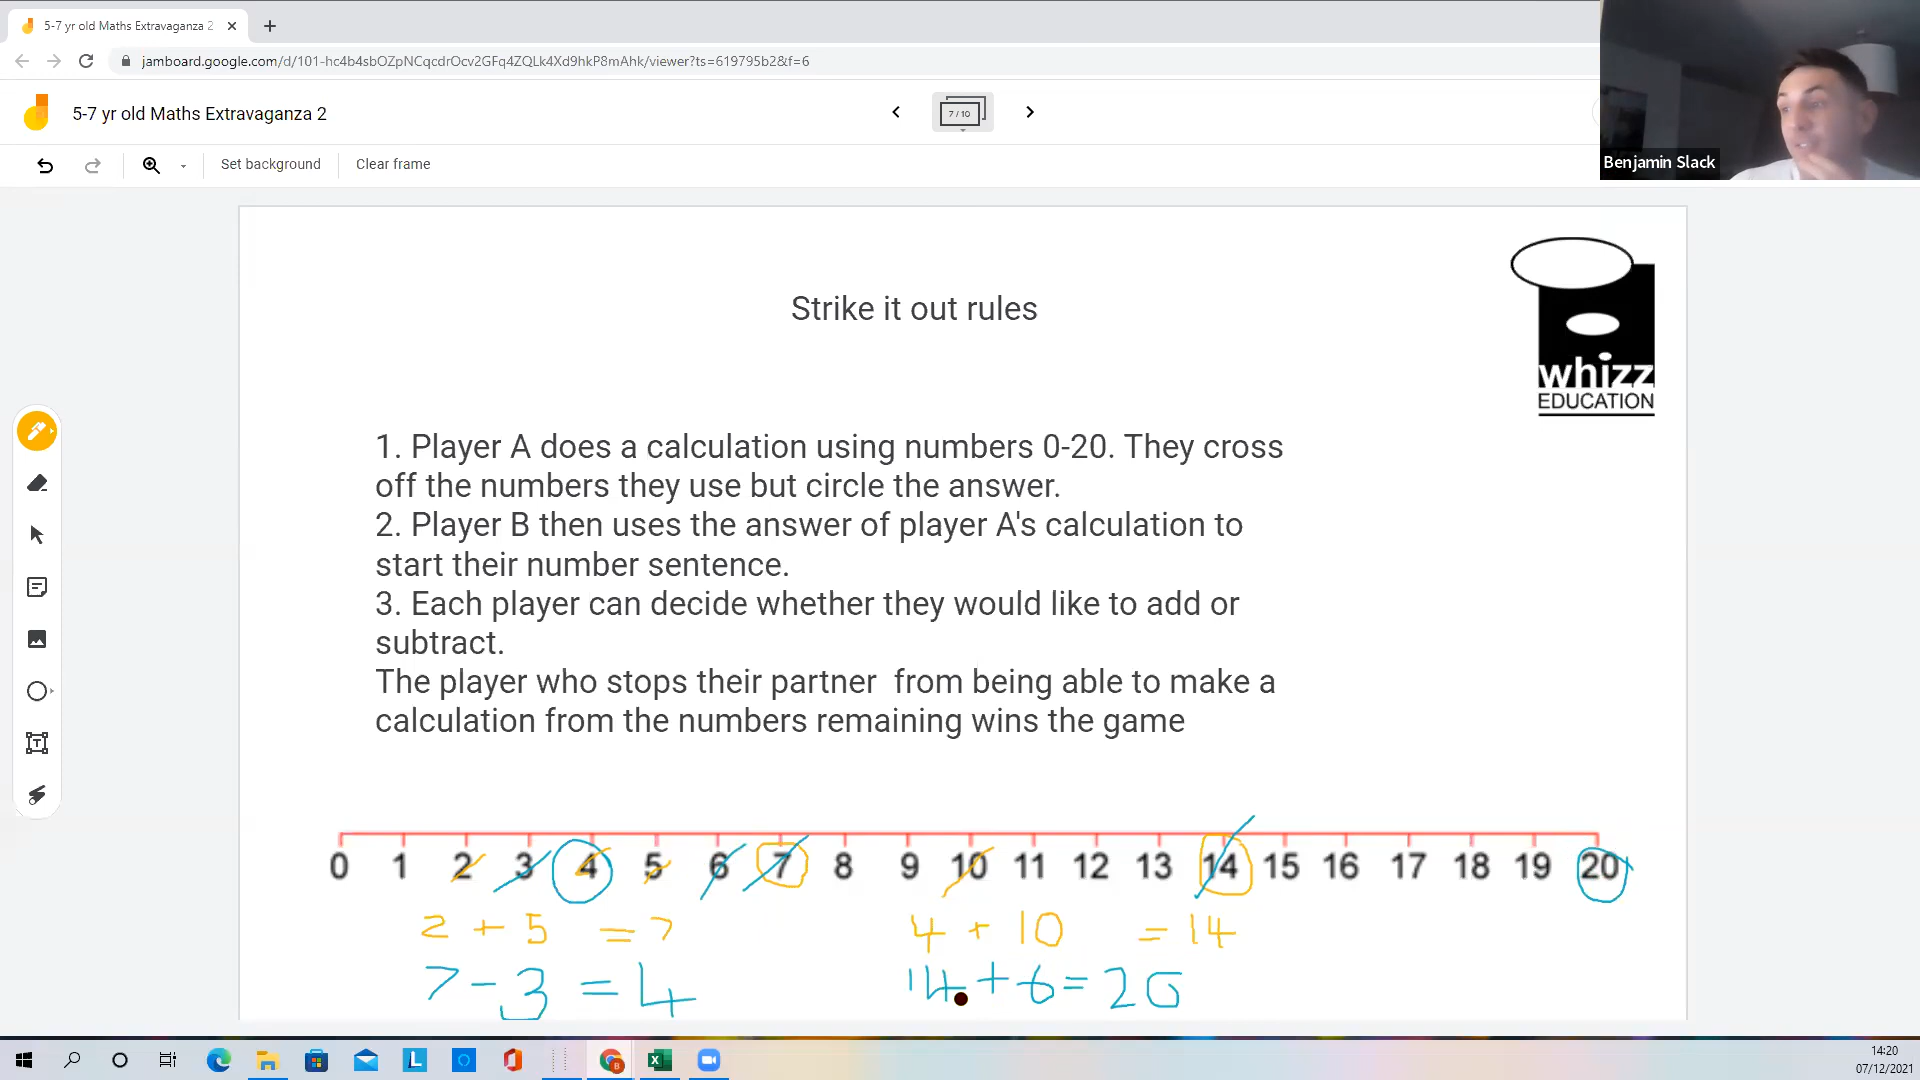 5-7 yr old Maths Extravaganza 2
jamboard.google.com/d/101-hc4b4sbOZpNCqcdrOcv2GFq4ZQLk4Xd9hkP8mAhk/viewer?ts=619795b2&f=6
5-7 yr old Maths Extravaganza 2
7 / 10
Set background
Clear frame
Benjamin Slack
Strike it out rules
whizz
EDUCATION
1. Player A does a calculation using numbers 0-20. They cross
off the numbers they use but circle the answer.
2. Player B then uses the answer of player A's calculation to
start their number sentence.
3. Each player can decide whether they would like to add or
subtract.
The player who stops their partner from being able to make a
calculation from the numbers remaining wins the game
0 1 2 3 4 5 6 7 8 9 10 11 12 13 14 15 16 17 18 19 20
2 + 5 = 7
4 + 10 = 14
7 - 3 = 4
14 + 6 = 20
14:20
07/12/2021